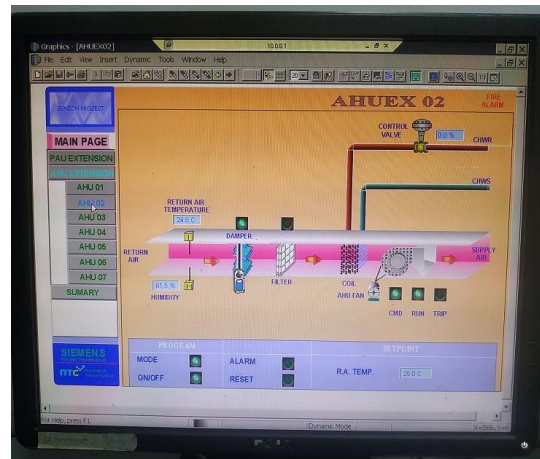 Graphics - [AHUEX02]
10.0.0.1
File Edit View Insert Dynamic Tools Window Help
AHUEX 02
FIRE
ALARM
MAIN PAGE
PAU EXTENSION
AHU EXTENSION
AHU 01
AHU 02
AHU 03
AHU 04
AHU 05
AHU 06
AHU 07
SUMARY
CONTROL
VALVE
0.0 %
CHWR
CHWS
RETURN AIR
TEMPERATURE
24.6 C
DAMPER
RETURN
AIR
SUPPLY
AIR
61.5 %
HUMIDITY
FILTER
COIL
AHU FAN
CMD RUN TRIP
PROGRAM
SETPOINT
MODE
ALARM
ON/OFF
RESET
R.A. TEMP.
25.0 C
SIEMENS
For Help, press F1
Dynamic Mode